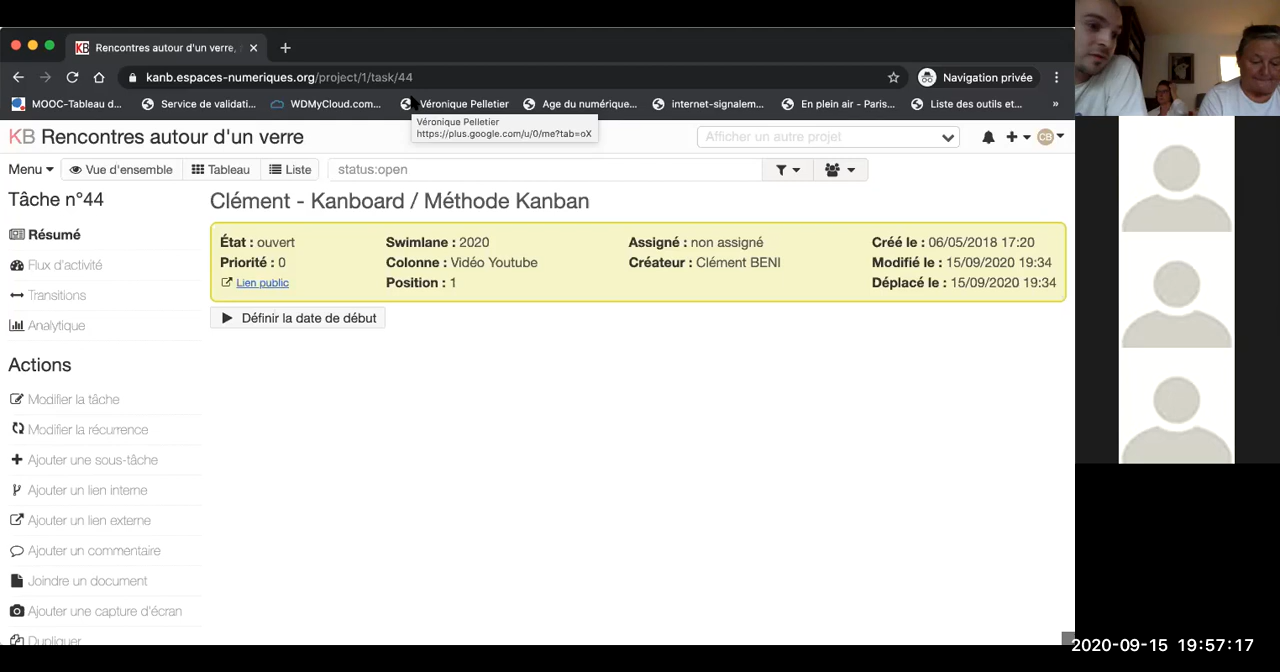 KB Rencontres autour d'un verre,
kanb.espaces-numeriques.org/project/1/task/44
Navigation privée
MOOC-Tableau d...
Service de validati...
WDMyCloud.com...
Véronique Pelletier
Age du numérique...
internet-signalem...
En plein air - Paris...
Liste des outils et...
»
Véronique Pelletier
https://plus.google.com/u/0/me?tab=oX
KB Rencontres autour d'un verre
Afficher un autre projet
CB
Menu
Vue d'ensemble
Tableau
Liste
status:open
Tâche n°44
Résumé
Flux d'activité
Transitions
Analytique
Actions
Modifier la tâche
Modifier la récurrence
Ajouter une sous-tâche
Ajouter un lien interne
Ajouter un lien externe
Ajouter un commentaire
Joindre un document
Ajouter une capture d'écran
Dupliquer
Clément - Kanboard / Méthode Kanban
État : ouvert
Priorité : 0
Lien public
Swimlane : 2020
Colonne : Vidéo Youtube
Position : 1
Assigné : non assigné
Créateur : Clément BENI
Créé le : 06/05/2018 17:20
Modifié le : 15/09/2020 19:34
Déplacé le : 15/09/2020 19:34
Définir la date de début
2020-09-15 19:57:17